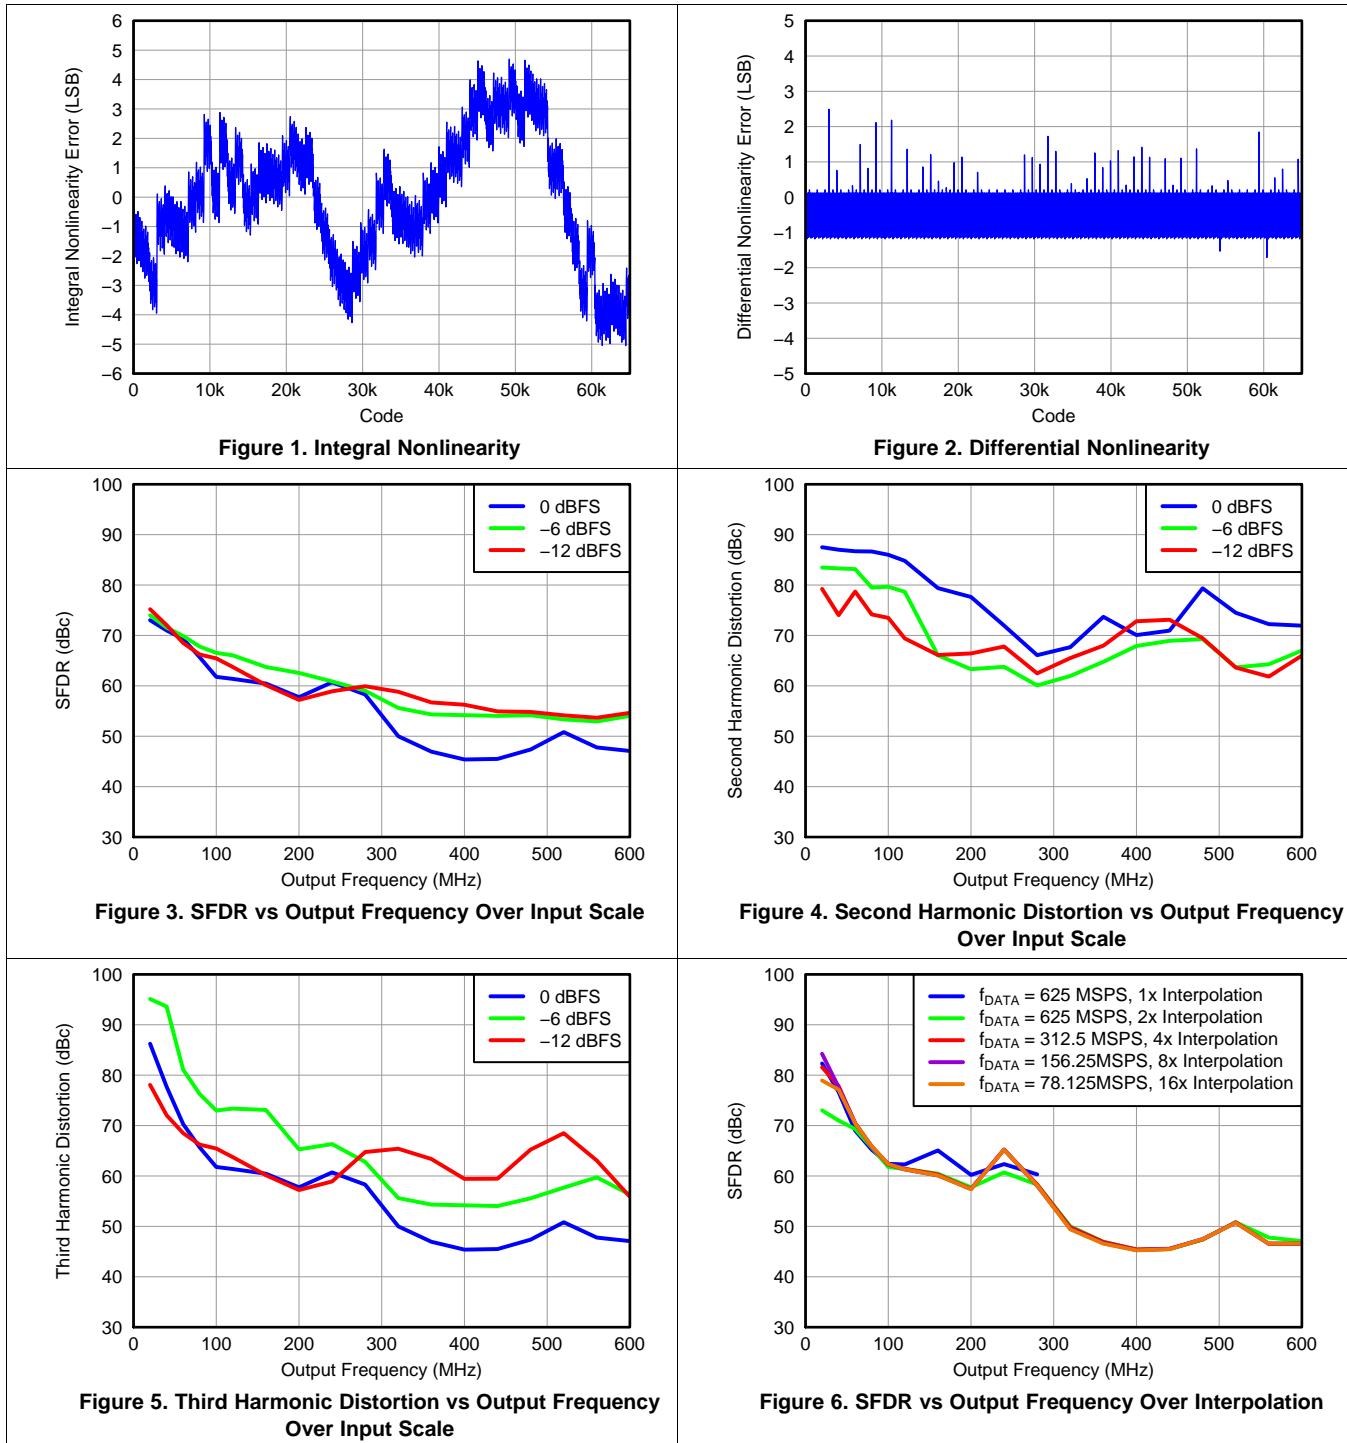 6
5
4
3
2
1
0
−1
−2
−3
−4
−5
−6
Integral Nonlinearity Error (LSB)
0 10k 20k 30k 40k 50k 60k
Code
Figure 1. Integral Nonlinearity
5
4
3
2
1
0
−1
−2
−3
−4
−5
Differential Nonlinearity Error (LSB)
0 10k 20k 30k 40k 50k 60k
Code
Figure 2. Differential Nonlinearity
100
90
80
70
60
50
40
30
SFDR (dBc)
0 dBFS
−6 dBFS
−12 dBFS
0 100 200 300 400 500 600
Output Frequency (MHz)
Figure 3. SFDR vs Output Frequency Over Input Scale
100
90
80
70
60
50
40
30
Second Harmonic Distortion (dBc)
0 dBFS
−6 dBFS
−12 dBFS
0 100 200 300 400 500 600
Output Frequency (MHz)
Figure 4. Second Harmonic Distortion vs Output Frequency
Over Input Scale
100
90
80
70
60
50
40
30
Third Harmonic Distortion (dBc)
0 dBFS
−6 dBFS
−12 dBFS
0 100 200 300 400 500 600
Output Frequency (MHz)
Figure 5. Third Harmonic Distortion vs Output Frequency
Over Input Scale
100
90
80
70
60
50
40
30
SFDR (dBc)
fDATA = 625 MSPS, 1x Interpolation
fDATA = 625 MSPS, 2x Interpolation
fDATA = 312.5 MSPS, 4x Interpolation
fDATA = 156.25MSPS, 8x Interpolation
fDATA = 78.125MSPS, 16x Interpolation
0 100 200 300 400 500 600
Output Frequency (MHz)
Figure 6. SFDR vs Output Frequency Over Interpolation